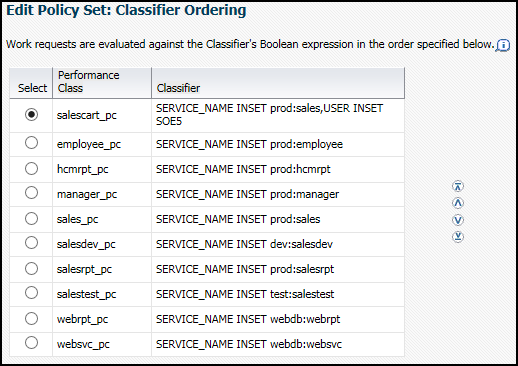 Edit Policy Set: Classifier Ordering
Work requests are evaluated against the Classifier's Boolean expression in the order specified below.
Select Performance Class Classifier
salescart_pc SERVICE_NAME INSET prod:sales,USER INSET SOE5
employee_pc SERVICE_NAME INSET prod:employee
hcmrpt_pc SERVICE_NAME INSET prod:hcmrpt
manager_pc SERVICE_NAME INSET prod:manager
sales_pc SERVICE_NAME INSET prod:sales
salesdev_pc SERVICE_NAME INSET dev:salesdev
salesrpt_pc SERVICE_NAME INSET prod:salesrpt
salestest_pc SERVICE_NAME INSET test:salestest
webrpt_pc SERVICE_NAME INSET webdb:webrpt
websvc_pc SERVICE_NAME INSET webdb:websvc